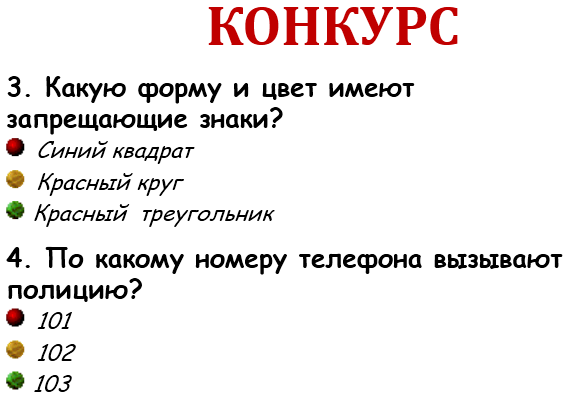 КОНКУРС
3. Какую форму и цвет имеют
запрещающие знаки?
Синий квадрат
Красный круг
Красный треугольник
4. По какому номеру телефона вызывают
полицию?
101
102
103